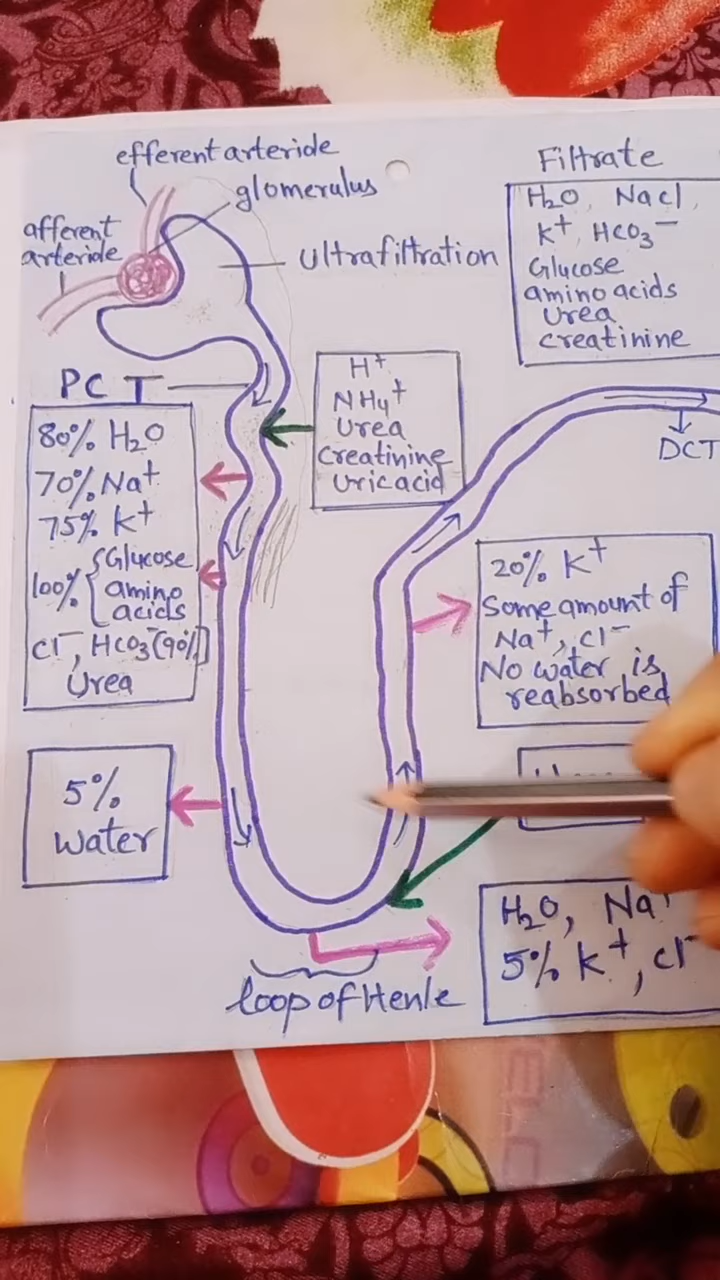 efferent arteride
glomerulus
afferent
arteride
Ultrafiltration
Filtrate
H₂O, NaCl,
K⁺, HCO₃⁻
Glucose
amino acids
Urea
creatinine
PCT
H⁺
NH4⁺
Urea
Creatinine
Uric acid
80% H₂O
70% Na⁺
75% K⁺
100% { Glucose
amino
acids
Cl⁻, HCO₃⁻(90%)
Urea
DCT
20% K⁺
Some amount of
Na⁺, Cl⁻
No water is
reabsorbed
5%
Water
H₂O, Na⁺
5% K⁺, Cl⁻
loop of Henle